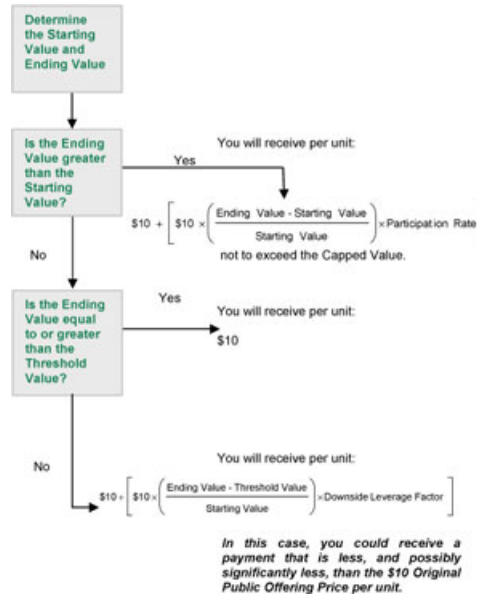 Determine
the Starting
Value and
Ending Value
Is the Ending
Value greater
than the
Starting
Value?
Yes
You will receive per unit:
$10 + [ $10 × ( Ending Value - Starting Value / Starting Value ) × Participation Rate
not to exceed the Capped Value.
No
Is the Ending
Value equal
to or greater
than the
Threshold
Value?
Yes
You will receive per unit:
$10
No
You will receive per unit:
$10 + [ $10 × ( Ending Value - Threshold Value / Starting Value ) × Downside Leverage Factor ]
In this case, you could receive a
payment that is less, and possibly
significantly less, than the $10 Original
Public Offering Price per unit.